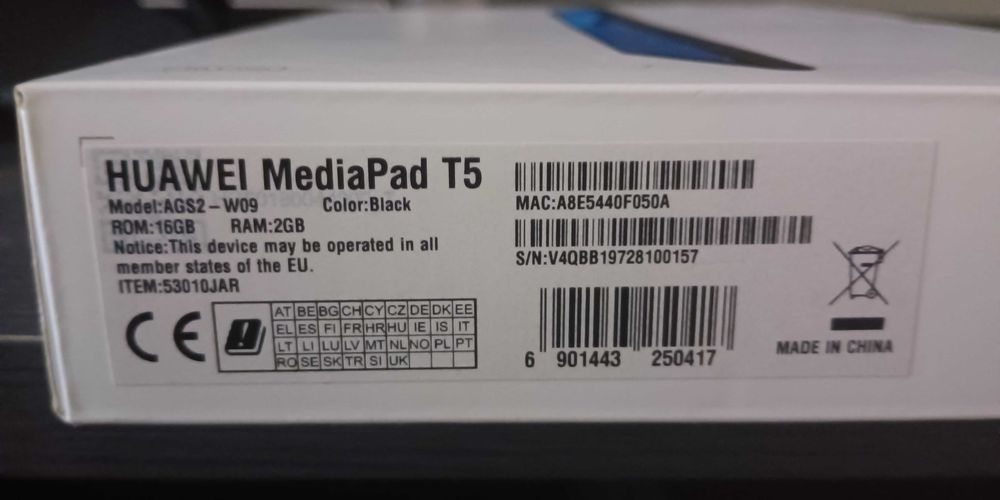 HUAWEI MediaPad T5
Model:AGS2-W09 Color:Black
ROM:16GB RAM:2GB
Notice:This device may be operated in all
member states of the EU.
ITEM:53010JAR
CE
AT BE BG CH CY CZ DE DK EE
EL ES FI FR HR HU IE IS IT
LT LI LU LV MT NL NO PL PT
RO SE SK TR SI UK
MAC:A8E5440F050A
S/N:V4QBB19728100157
6 901443 250417
MADE IN CHINA